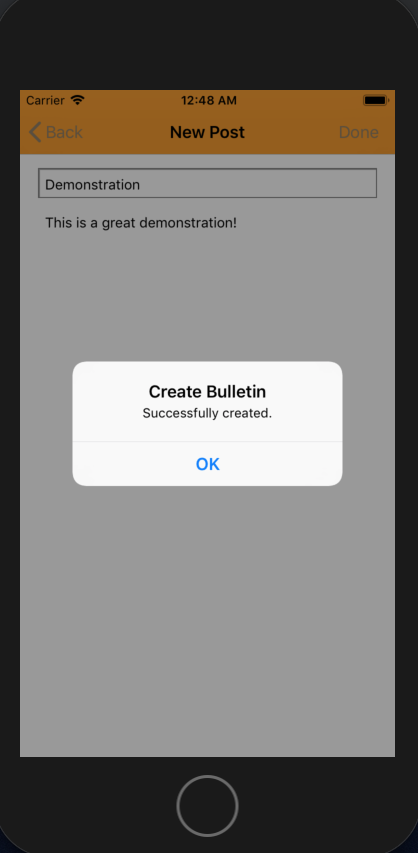 Carrier 12:48 AM
Back New Post Done
Demonstration
This is a great demonstration!
Create Bulletin
Successfully created.
OK